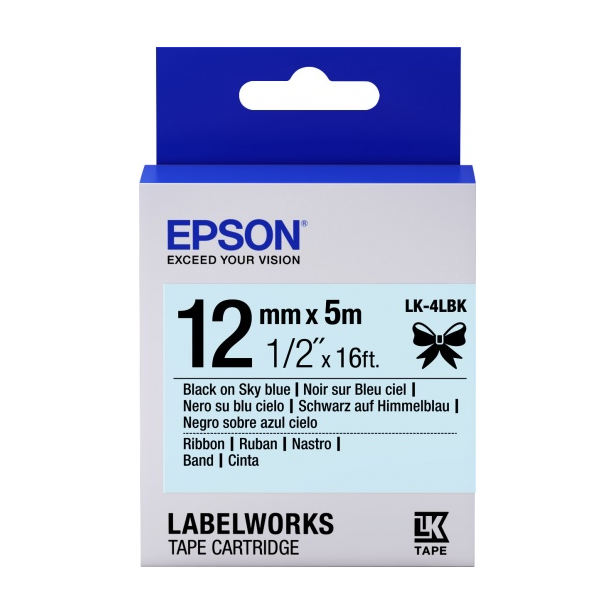 EPSON®
EXCEED YOUR VISION
12 mm x 5m
1/2″ x 16ft.
LK-4LBK
Black on Sky blue | Noir sur Bleu ciel |
Nero su blu cielo | Schwarz auf Himmelblau |
Negro sobre azul cielo
Ribbon | Ruban | Nastro |
Band | Cinta
LABELWORKS
TAPE CARTRIDGE
LK
TAPE